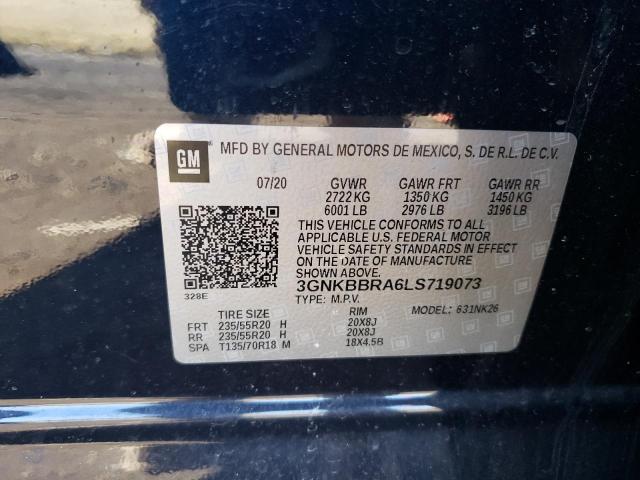 GM MFD BY GENERAL MOTORS DE MEXICO, S. DE R.L. DE C.V.
07/20 GVWR GAWR FRT GAWR RR
2722 KG 1350 KG 1450 KG
6001 LB 2976 LB 3196 LB
THIS VEHICLE CONFORMS TO ALL
APPLICABLE U.S. FEDERAL MOTOR
VEHICLE SAFETY STANDARDS IN EFFECT
ON THE DATE OF MANUFACTURE
SHOWN ABOVE.
328E 3GNKBBRA6LS719073
TYPE: M.P.V. MODEL: 631NK26
TIRE SIZE RIM
FRT 235/55R20 H 20X8J
RR 235/55R20 H 20X8J
SPA T135/70R18 M 18X4.5B